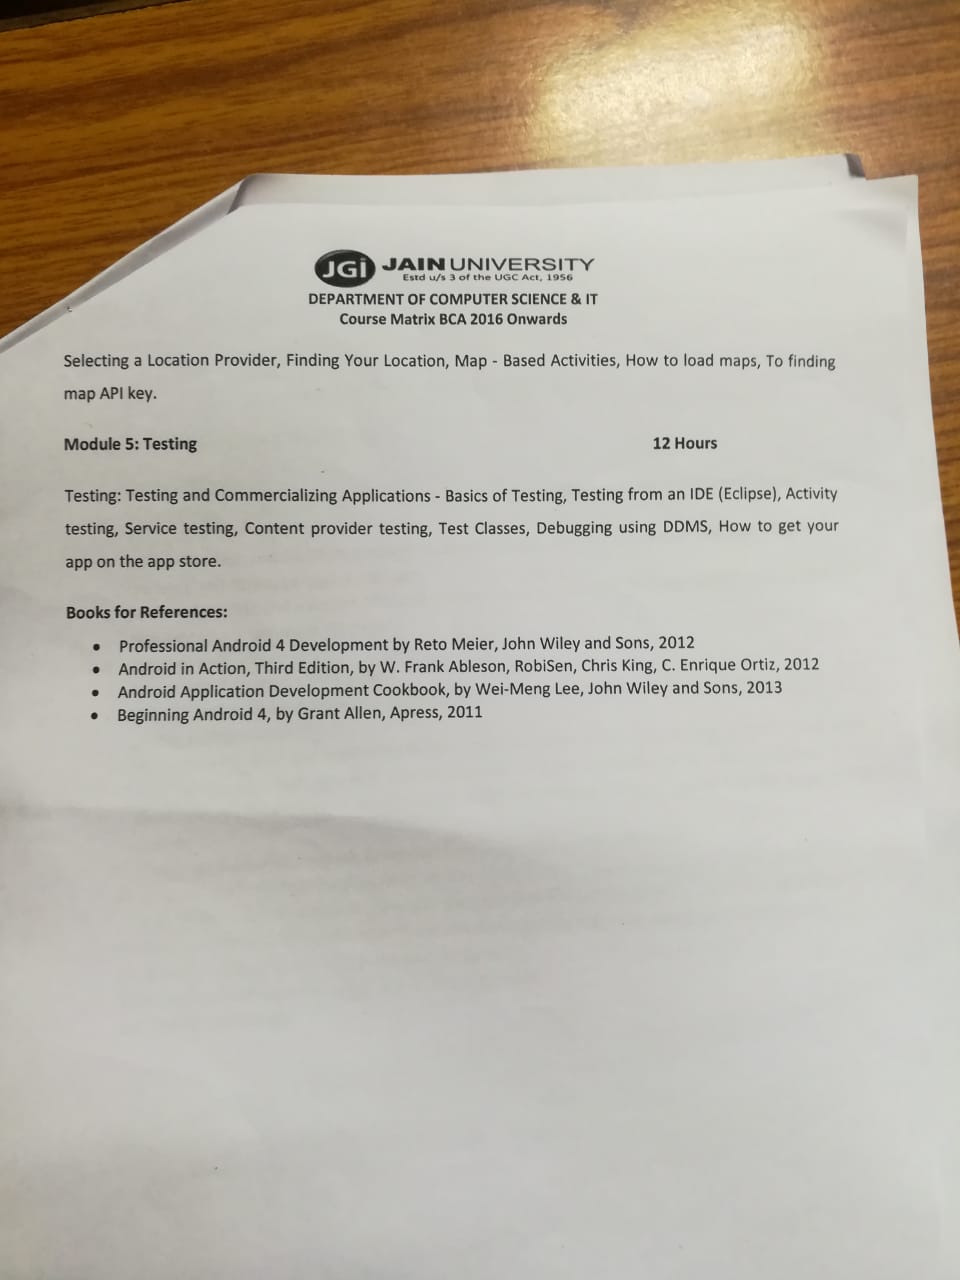 JGi JAIN UNIVERSITY
Estd u/s 3 of the UGC Act, 1956
DEPARTMENT OF COMPUTER SCIENCE & IT
Course Matrix BCA 2016 Onwards
Selecting a Location Provider, Finding Your Location, Map - Based Activities, How to load maps, To finding
map API key.
Module 5: Testing 12 Hours
Testing: Testing and Commercializing Applications - Basics of Testing, Testing from an IDE (Eclipse), Activity
testing, Service testing, Content provider testing, Test Classes, Debugging using DDMS, How to get your
app on the app store.
Books for References:
• Professional Android 4 Development by Reto Meier, John Wiley and Sons, 2012
• Android in Action, Third Edition, by W. Frank Ableson, RobiSen, Chris King, C. Enrique Ortiz, 2012
• Android Application Development Cookbook, by Wei-Meng Lee, John Wiley and Sons, 2013
• Beginning Android 4, by Grant Allen, Apress, 2011